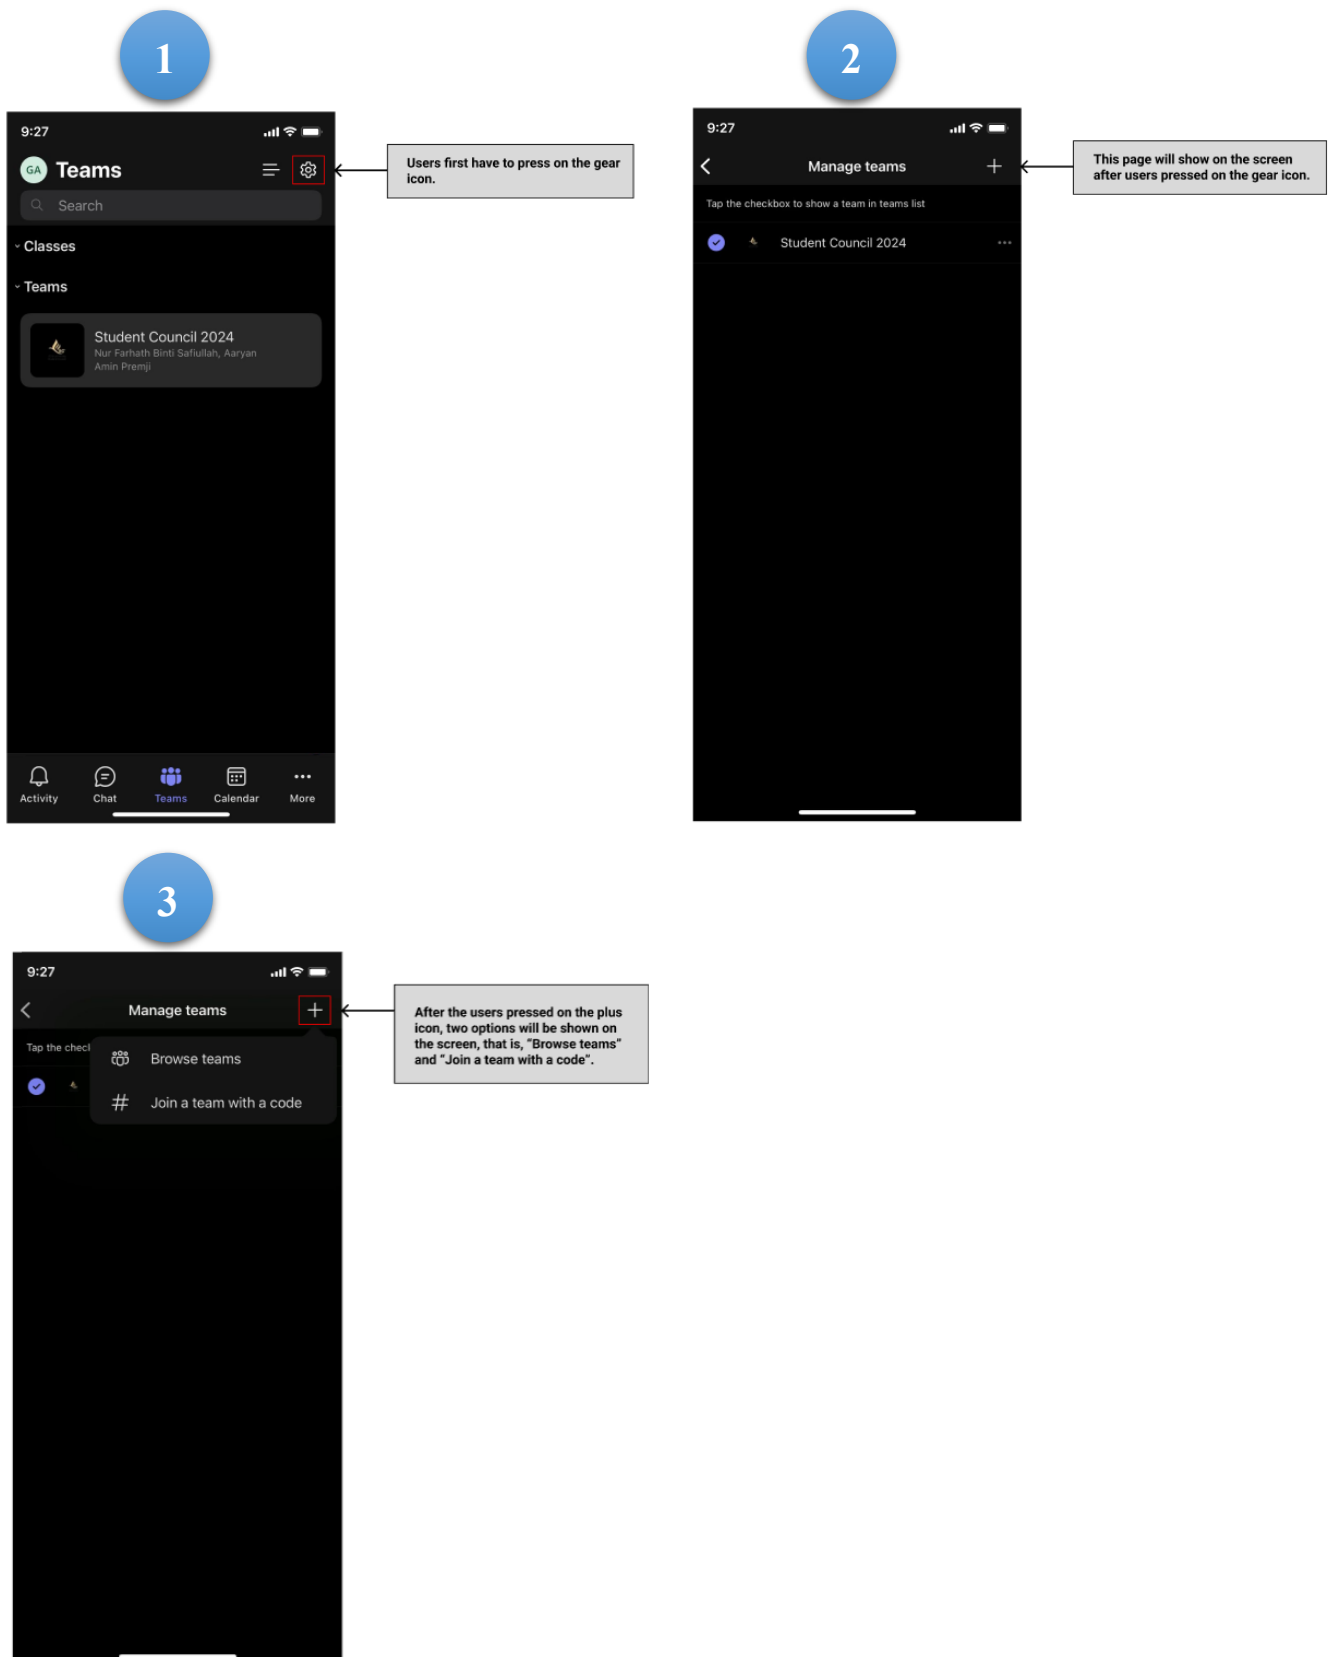 1
9:27
GA
Teams
Search
Classes
Teams
Student Council 2024
Nur Farhath Binti Safiullah, Aaryan
Amin Premji
Activity
Chat
Teams
Calendar
More
Users first have to press on the gear
icon.
2
9:27
Manage teams
Tap the checkbox to show a team in teams list
Student Council 2024
This page will show on the screen
after users pressed on the gear icon.
3
9:27
Manage teams
Tap the chec
Browse teams
# Join a team with a code
After the users pressed on the plus
icon, two options will be shown on
the screen, that is, “Browse teams”
and “Join a team with a code”.